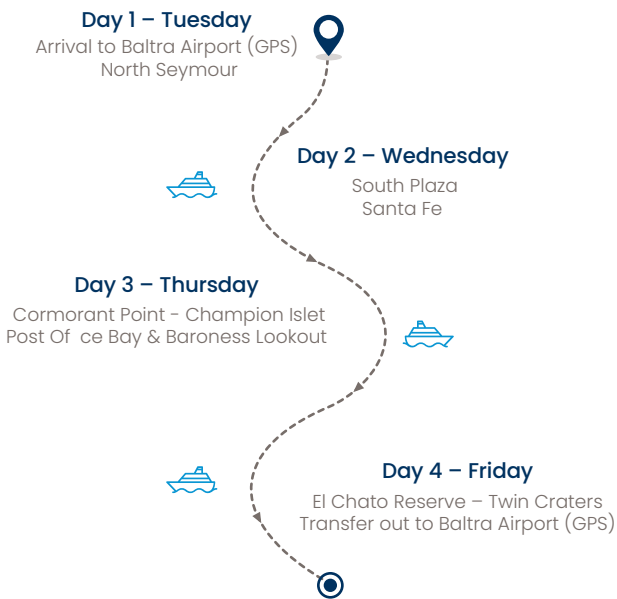 Day 1 – Tuesday
Arrival to Baltra Airport (GPS)
North Seymour
Day 2 – Wednesday
South Plaza
Santa Fe
Day 3 – Thursday
Cormorant Point - Champion Islet
Post Of ce Bay & Baroness Lookout
Day 4 – Friday
El Chato Reserve – Twin Craters
Transfer out to Baltra Airport (GPS)